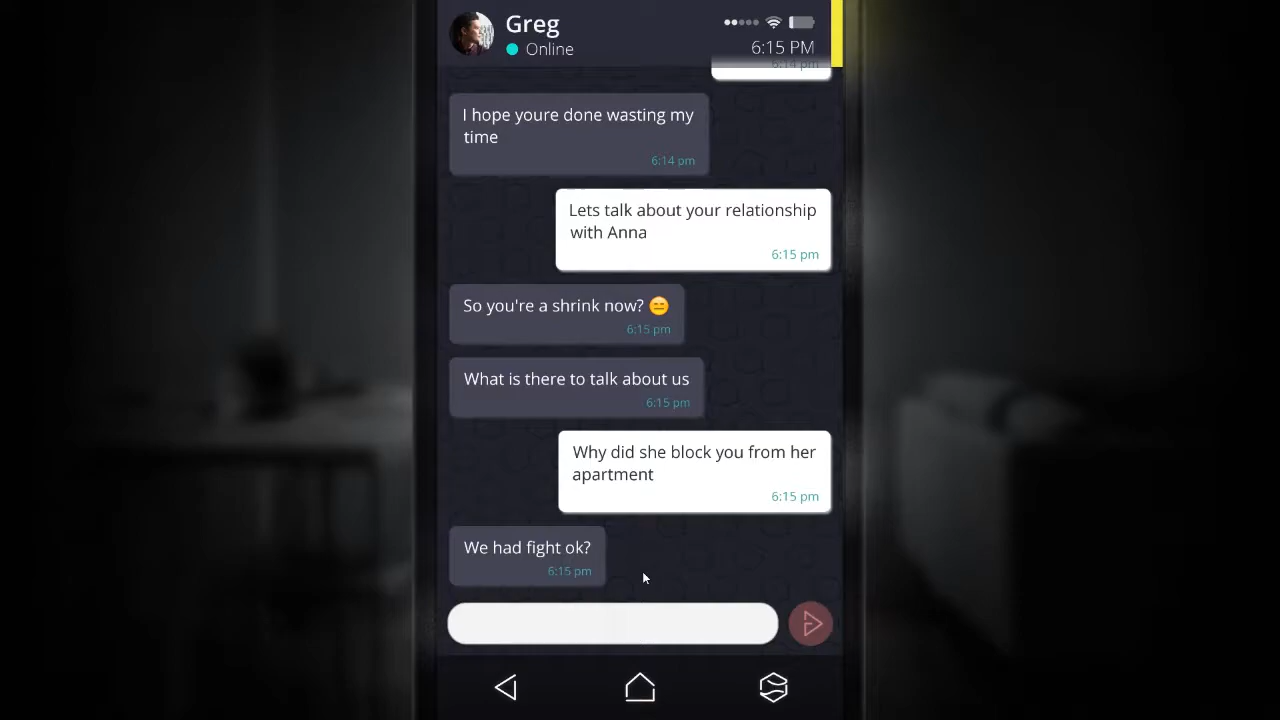 Greg
Online
6:15 PM
6:14 pm
I hope youre done wasting my
time
6:14 pm
Lets talk about your relationship
with Anna
6:15 pm
So you're a shrink now? 😑
6:15 pm
What is there to talk about us
6:15 pm
Why did she block you from her
apartment
6:15 pm
We had fight ok?
6:15 pm